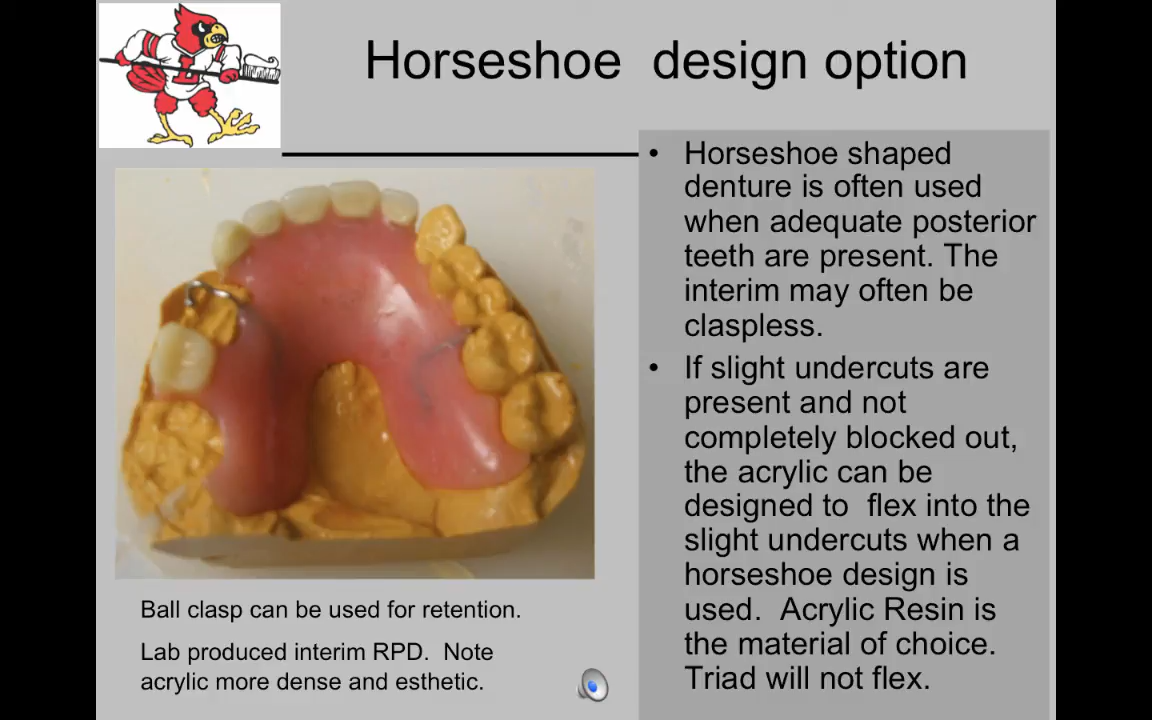 Horseshoe  design option
• Horseshoe shaped
denture is often used
when adequate posterior
teeth are present. The
interim may often be
claspless.
• If slight undercuts are
present and not
completely blocked out,
the acrylic can be
designed to  flex into the
slight undercuts when a
horseshoe design is
used.  Acrylic Resin is
the material of choice.
Triad will not flex.
Ball clasp can be used for retention.
Lab produced interim RPD.  Note
acrylic more dense and esthetic.